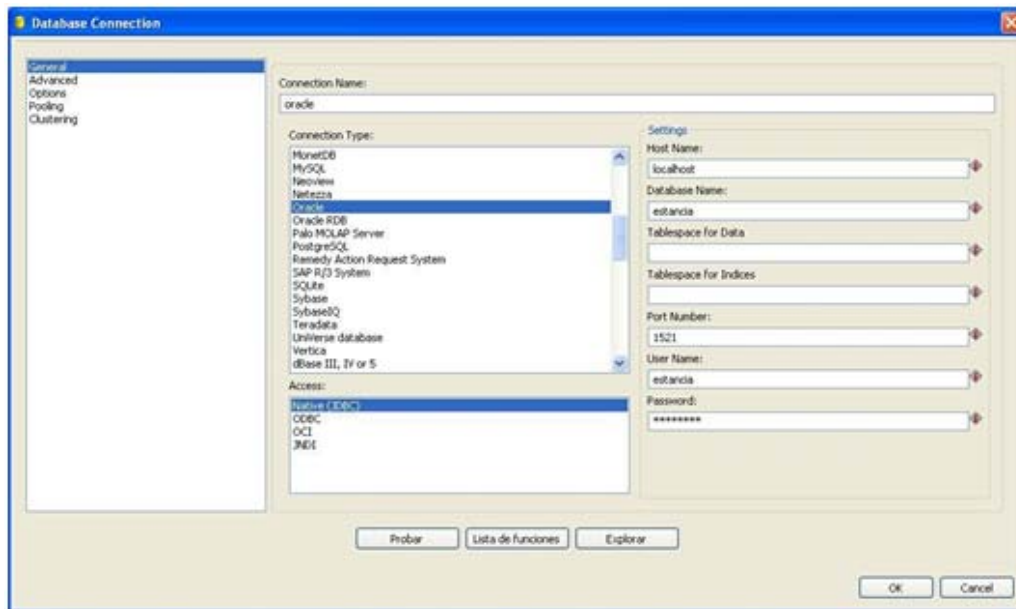 Database Connection
General
Advanced
Options
Pooling
Clustering
Connection Name:
oracle
Connection Type:
MonetDB
MySQL
Neoview
Netezza
Oracle
Oracle RDB
Palo MOLAP Server
PostgreSQL
Remedy Action Request System
SAP R/3 System
SQLite
Sybase
SybaseIQ
Teradata
UniVerse database
Vertica
dBase III, IV or 5
Access:
Native (JDBC)
ODBC
OCI
JNDI
Settings
Host Name:
localhost
Database Name:
estancia
Tablespace for Data
Tablespace for Indices
Port Number:
1521
User Name:
estancia
Password:
********
Probar
Lista de funciones
Explorar
OK
Cancel